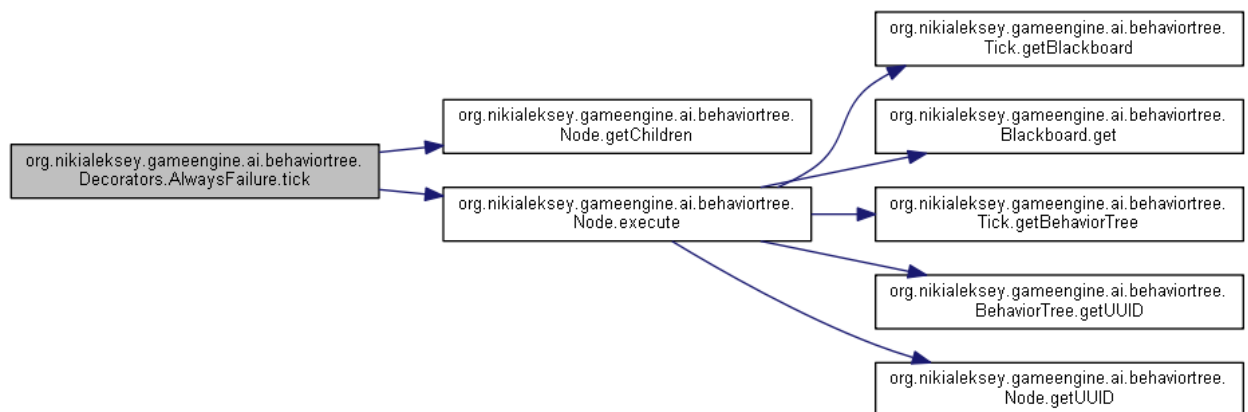 org.nikialeksey.gameengine.ai.behaviortree.
Decorators.AlwaysFailure.tick
org.nikialeksey.gameengine.ai.behaviortree.
Node.getChildren
org.nikialeksey.gameengine.ai.behaviortree.
Node.execute
org.nikialeksey.gameengine.ai.behaviortree.
Tick.getBlackboard
org.nikialeksey.gameengine.ai.behaviortree.
Blackboard.get
org.nikialeksey.gameengine.ai.behaviortree.
Tick.getBehaviorTree
org.nikialeksey.gameengine.ai.behaviortree.
BehaviorTree.getUUID
org.nikialeksey.gameengine.ai.behaviortree.
Node.getUUID